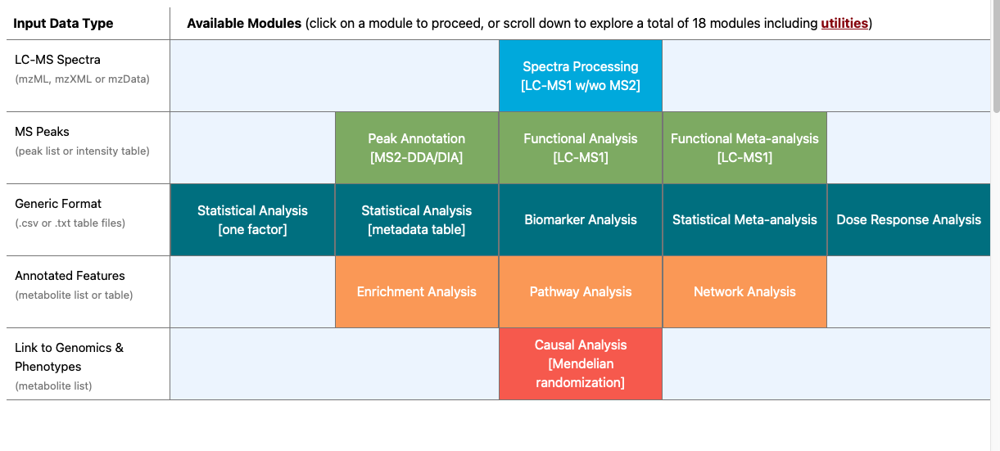 Input Data Type
Available Modules (click on a module to proceed, or scroll down to explore a total of 18 modules including utilities)
LC-MS Spectra
(mzML, mzXML or mzData)
Spectra Processing
[LC-MS1 w/wo MS2]
MS Peaks
(peak list or intensity table)
Peak Annotation
[MS2-DDA/DIA]
Functional Analysis
[LC-MS1]
Functional Meta-analysis
[LC-MS1]
Generic Format
(.csv or .txt table files)
Statistical Analysis
[one factor]
Statistical Analysis
[metadata table]
Biomarker Analysis
Statistical Meta-analysis
Dose Response Analysis
Annotated Features
(metabolite list or table)
Enrichment Analysis
Pathway Analysis
Network Analysis
Link to Genomics &
Phenotypes
(metabolite list)
Causal Analysis
[Mendelian
randomization]